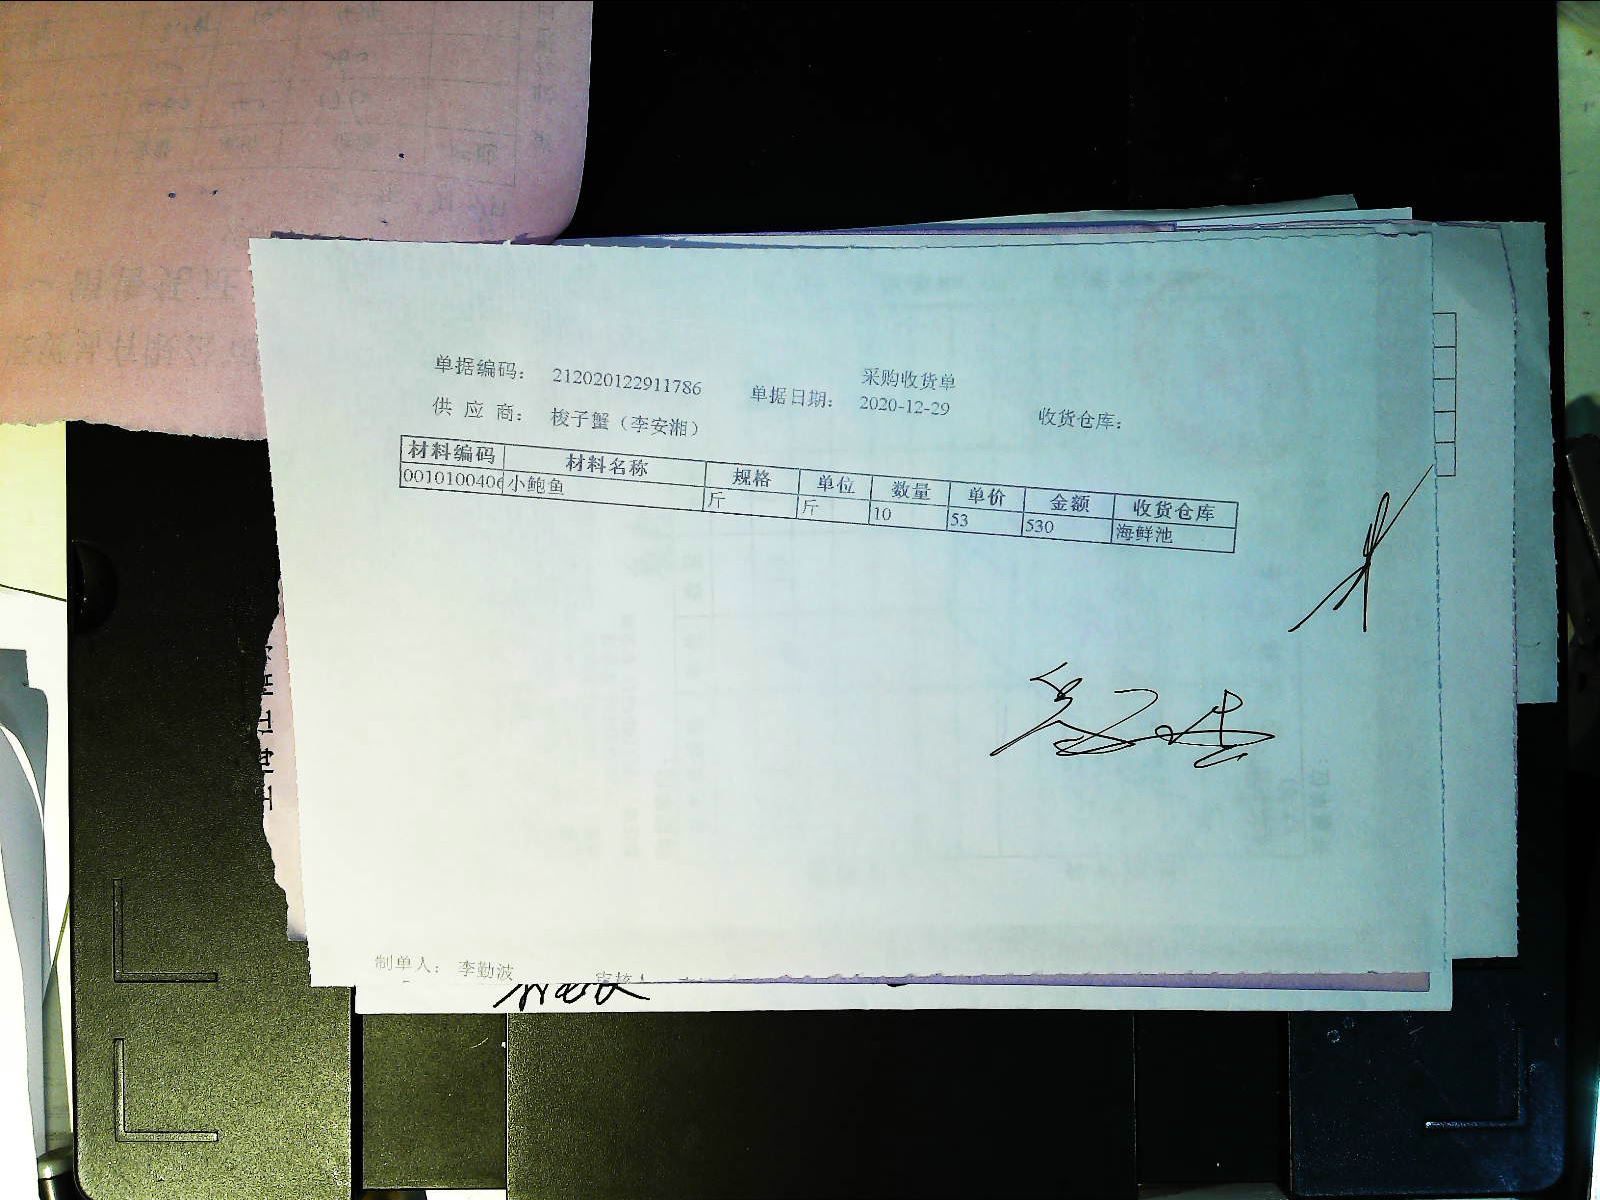 采购收货单
单据编码： 212020122911786 单据日期： 2020-12-29 收货仓库：
供 应 商： 梭子蟹（李安湘）
材料编码 材料名称 规格 单位 数量 单价 金额 收货仓库
0010100406 小鲍鱼 斤 斤 10 53 530 海鲜池
制单人： 李勤波